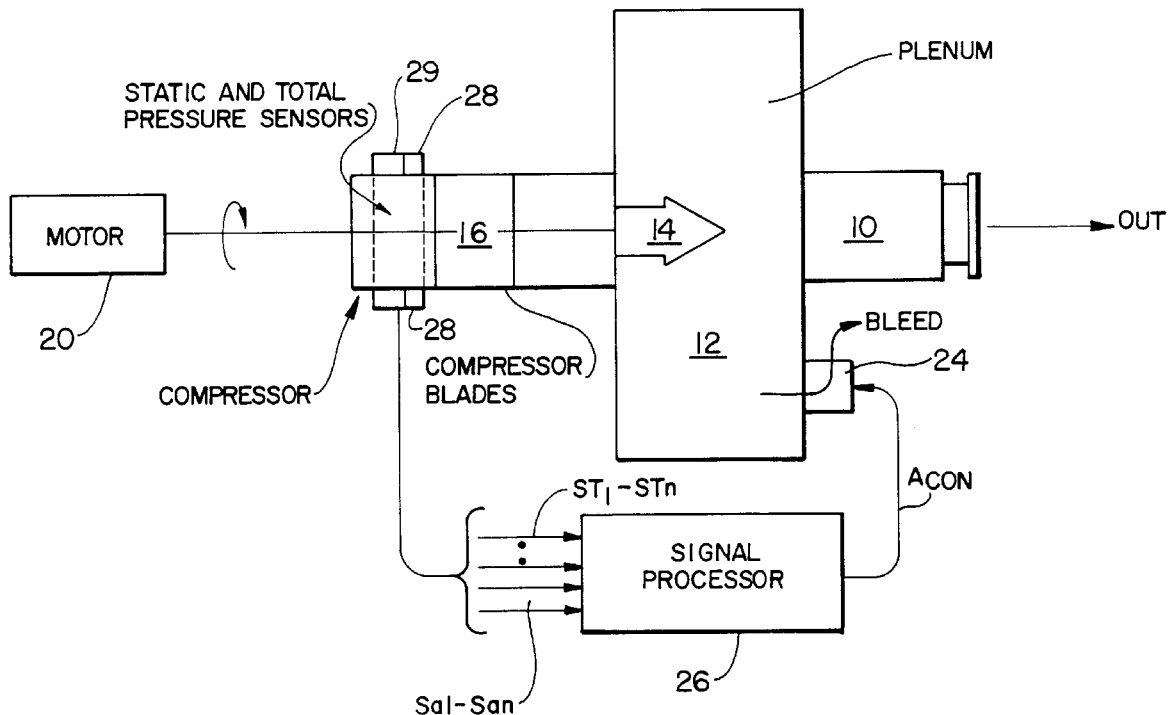 PLENUM
29
28
STATIC AND TOTAL
PRESSURE SENSORS
MOTOR
16
14
10
OUT
20
28
12
BLEED
24
COMPRESSOR
COMPRESSOR
BLADES
ACON
ST1-STn
SIGNAL
PROCESSOR
Sa1-San
26